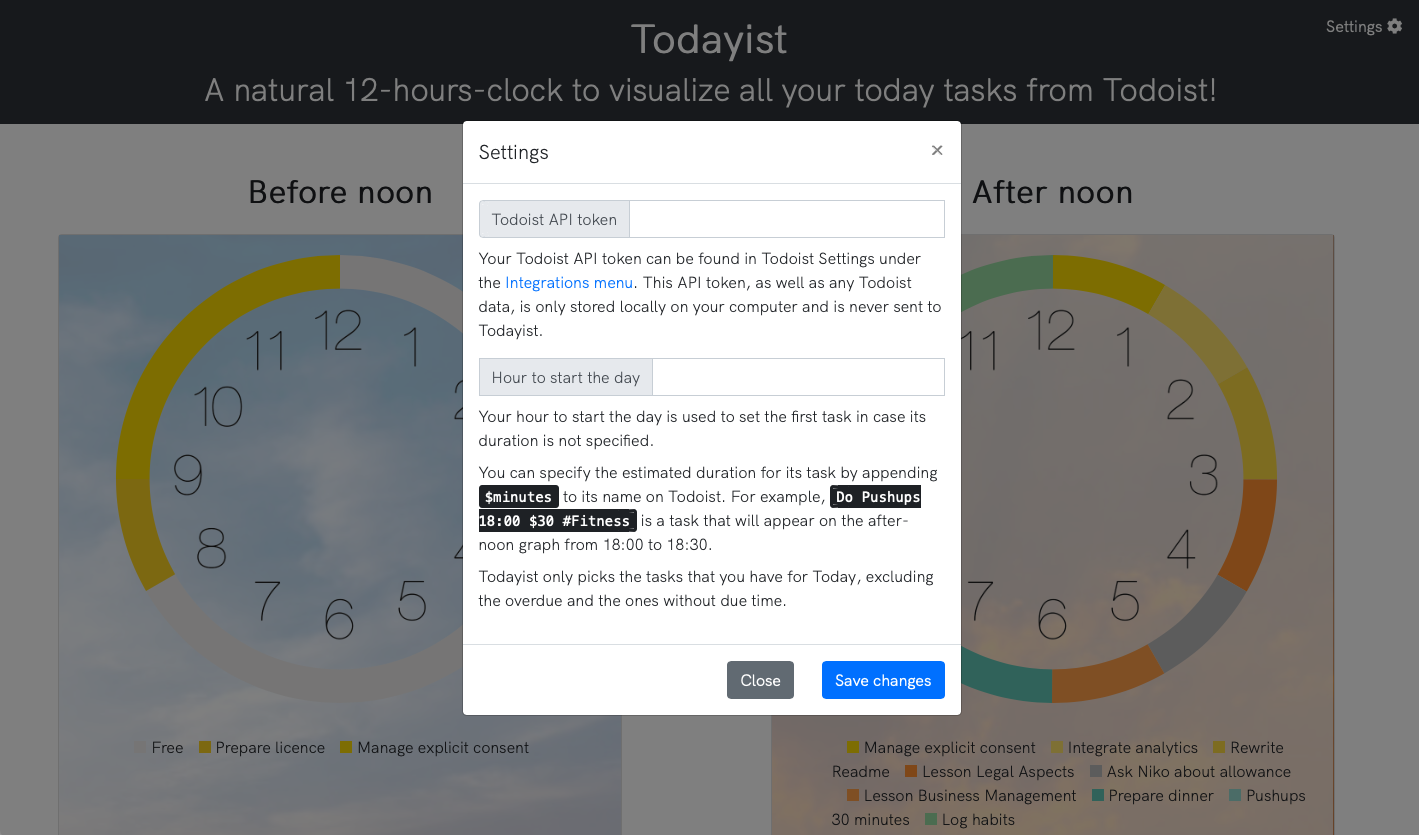 Todayist
Settings
A natural 12-hours-clock to visualize all your today tasks from Todoist!
Settings
×
Before noon
After noon
Todoist API token
Your Todoist API token can be found in Todoist Settings under
the Integrations menu. This API token, as well as any Todoist
data, is only stored locally on your computer and is never sent to
Todayist.
Hour to start the day
Your hour to start the day is used to set the first task in case its
duration is not specified.
You can specify the estimated duration for its task by appending
$minutes to its name on Todoist. For example, Do Pushups
18:00 $30 #Fitness is a task that will appear on the after-
noon graph from 18:00 to 18:30.
Todayist only picks the tasks that you have for Today, excluding
the overdue and the ones without due time.
Close
Save changes
12
11
1
10
9
8
7
6
5
12
11
1
2
3
4
5
6
7
Free Prepare licence Manage explicit consent
Manage explicit consent Integrate analytics Rewrite
Readme Lesson Legal Aspects Ask Niko about allowance
Lesson Business Management Prepare dinner Pushups
30 minutes Log habits